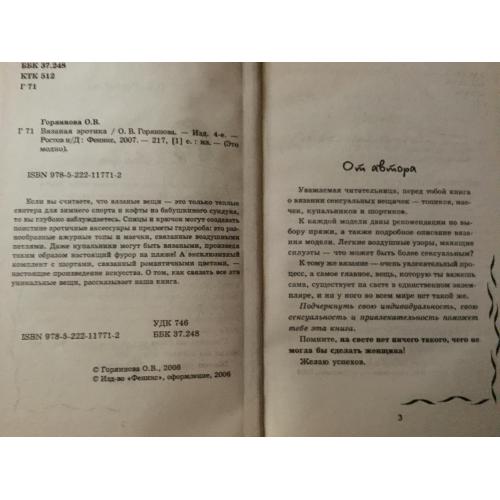 ББК 37.248
КТК 512
Г 71
Горяинова О.В.
Г 71 Вязаная эротика / О. В. Горяинова. — Изд. 4-е. —
Ростов н/Д : Феникс, 2007. — 217, [1] с. : ил. — (Это
модно).
ISBN 978-5-222-11771-2
Если вы считаете, что вязаные вещи — это только теплые
свитера для зимнего спорта и кофты из бабушкиного сундука,
то вы глубоко заблуждаетесь. Спицы и крючок могут создавать
поистине эротичные аксессуары и предметы гардероба: это раз-
нообразные ажурные топы и маечки, связанные воздушными
петлями. Даже купальники могут быть вязаными, произведя
таким образом настоящий фурор на пляже! А эксклюзивный
комплект с шортами, связанный романтичными цветами, —
настоящее произведение искусства. О том, как связать все эти
уникальные вещи, рассказывает наша книга.
УДК 746
ISBN 978-5-222-11771-2 ББК 37.248
© Горяинова О.В., 2006
© Изд-во «Феникс», оформление, 2006
От автора
Уважаемая читательница, перед тобой книга
о вязании сексуальных вещичек — топиков, мае-
чек, купальников и шортиков.
К каждой модели даны рекомендации по вы-
бору пряжи, а также подробное описание вязания
модели. Легкие воздушные узоры, манящие
силуэты — что может быть более сексуальным?
К тому же вязание — очень увлекательный про-
цесс, а самое главное, вещь, которую ты вяжешь
сама, существует на свете в единственном экзем-
пляре, и ни у кого во всем мире нет такой же.
Подчеркнуть свою индивидуальность, свою
сексуальность и привлекательность поможет
тебе эта книга.
Помните, на свете нет ничего такого, чего не
могла бы сделать женщина!
Желаю успехов.
3